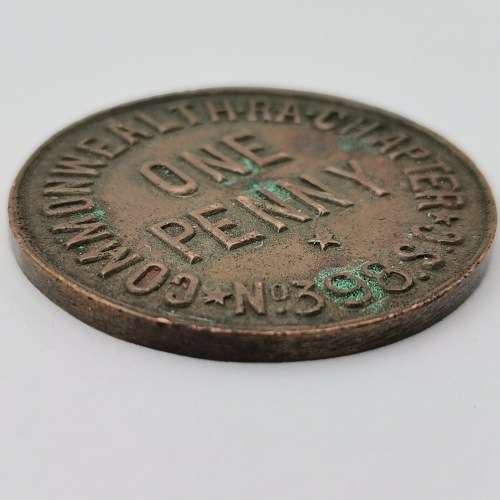 COMMONWEALTH·R·A·CHAPTER
ONE
PENNY
No. 398·S.C.